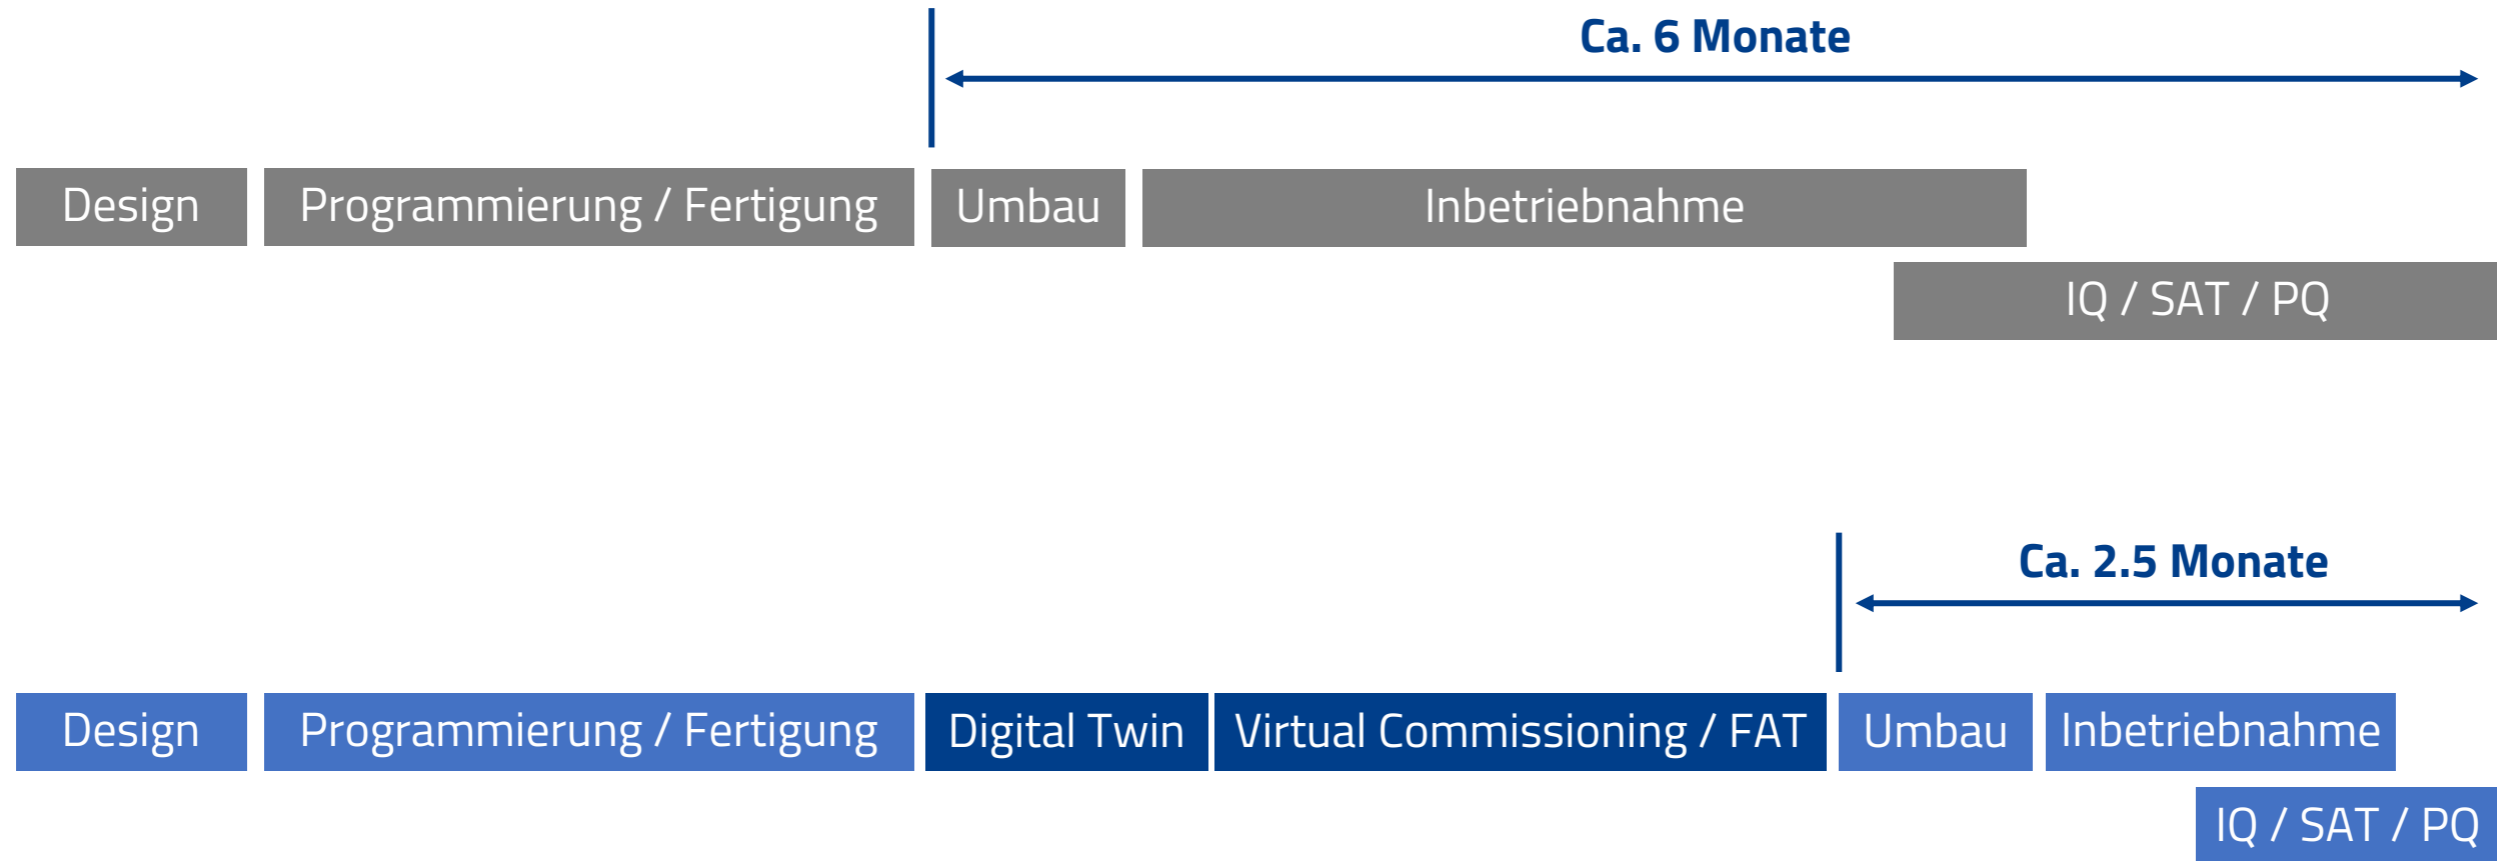 Ca. 6 Monate
Design
Programmierung / Fertigung
Umbau
Inbetriebnahme
IQ / SAT / PQ
Ca. 2.5 Monate
Design
Programmierung / Fertigung
Digital Twin
Virtual Commissioning / FAT
Umbau
Inbetriebnahme
IQ / SAT / PQ